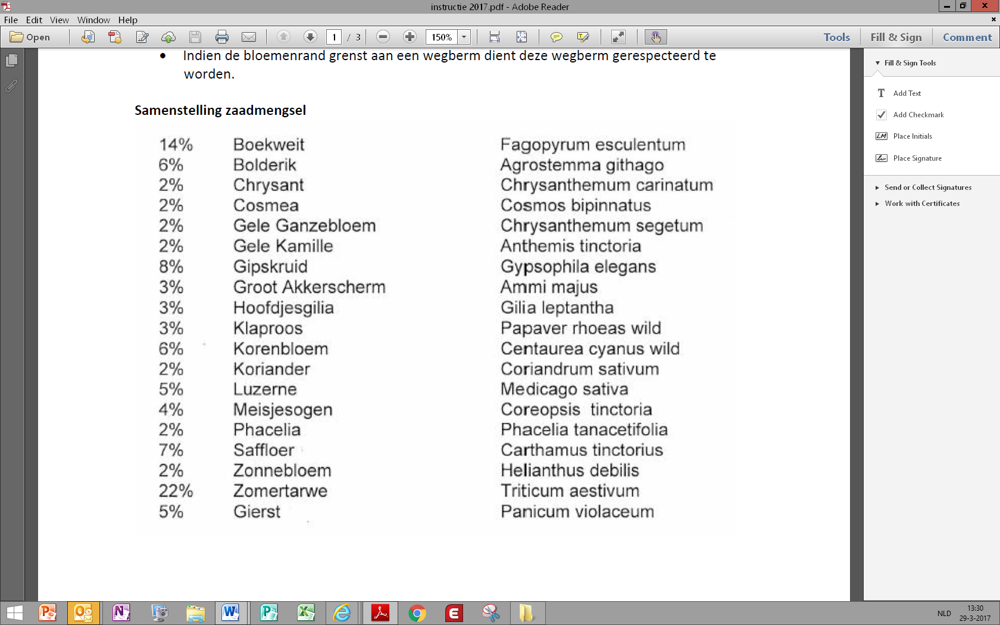 instructie 2017.pdf - Adobe Reader
File Edit View Window Help
Open 1 / 3 150% Tools Fill & Sign Comment
• Indien de bloemenrand grenst aan een wegberm dient deze wegberm gerespecteerd te
worden.
Samenstelling zaadmengsel
14% Boekweit Fagopyrum esculentum
6% Bolderik Agrostemma githago
2% Chrysant Chrysanthemum carinatum
2% Cosmea Cosmos bipinnatus
2% Gele Ganzebloem Chrysanthemum segetum
2% Gele Kamille Anthemis tinctoria
8% Gipskruid Gypsophila elegans
3% Groot Akkerscherm Ammi majus
3% Hoofdjesgilia Gilia leptantha
3% Klaproos Papaver rhoeas wild
6% Korenbloem Centaurea cyanus wild
2% Koriander Coriandrum sativum
5% Luzerne Medicago sativa
4% Meisjesogen Coreopsis tinctoria
2% Phacelia Phacelia tanacetifolia
7% Saffloer Carthamus tinctorius
2% Zonnebloem Helianthus debilis
22% Zomertarwe Triticum aestivum
5% Gierst Panicum violaceum
Fill & Sign Tools
T Add Text
Add Checkmark
LM Place Initials
Place Signature
Send or Collect Signatures
Work with Certificates
NLD 13:30
29-3-2017